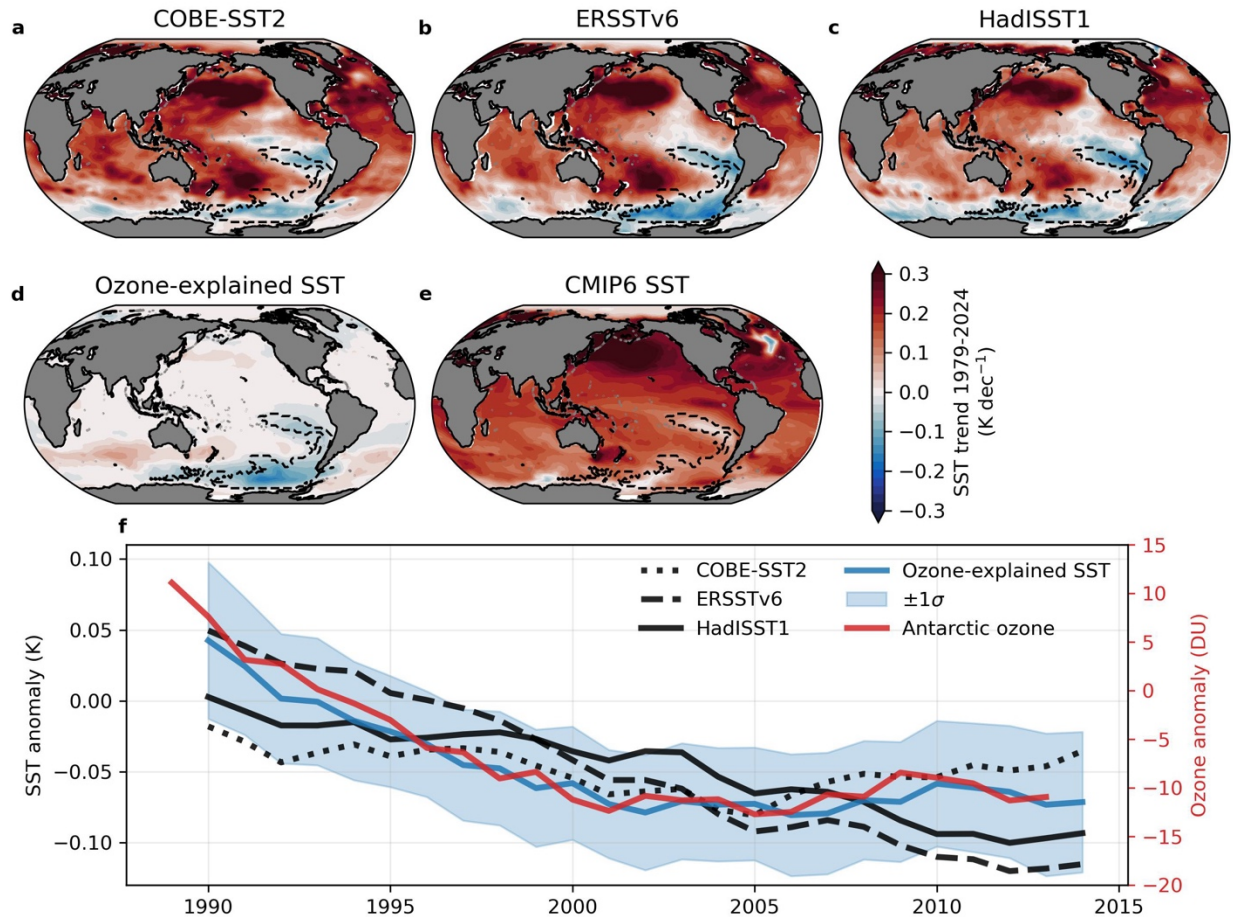 a
COBE-SST2
b
ERSSTv6
c
HadISST1
d
Ozone-explained SST
e
CMIP6 SST
0.3
0.2
0.1
0.0
−0.1
−0.2
−0.3
SST trend 1979-2024
(K dec⁻¹)
f
0.10
0.05
0.00
−0.05
−0.10
SST anomaly (K)
COBE-SST2
ERSSTv6
HadISST1
Ozone-explained SST
±1σ
Antarctic ozone
15
10
5
0
−5
−10
−15
−20
Ozone anomaly (DU)
1990
1995
2000
2005
2010
2015